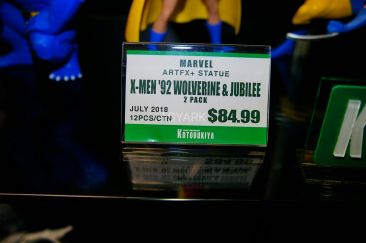 MARVEL
ARTFX+ STATUE
X-MEN '92 WOLVERINE & JUBILEE
2 PACK
JULY 2018
12PCS/CTN
$84.99
KOTOBUKIYA
K